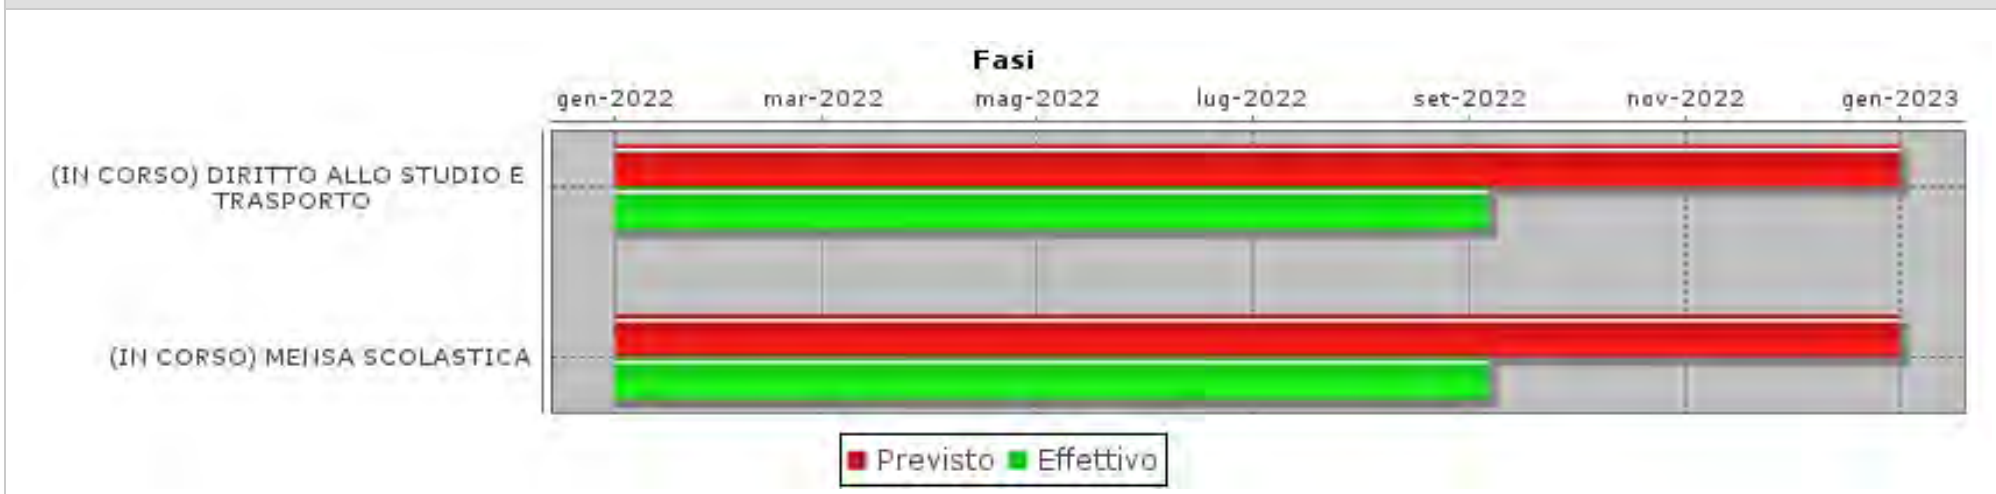 Fasi
gen-2022 mar-2022 mag-2022 lug-2022 set-2022 nov-2022 gen-2023
(IN CORSO) DIRITTO ALLO STUDIO E
TRASPORTO
(IN CORSO) MENSA SCOLASTICA
Previsto Effettivo